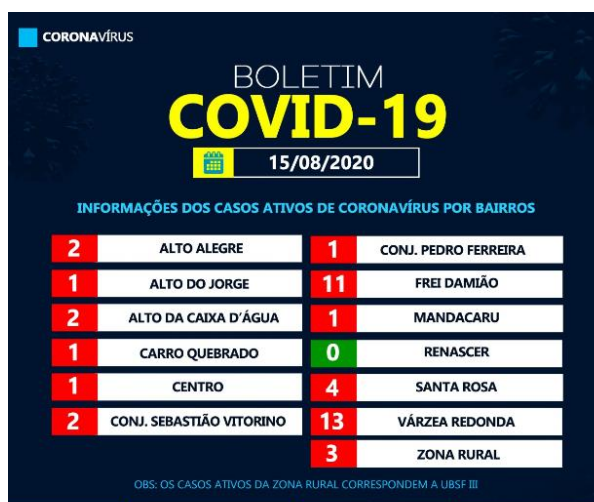 CORONAVÍRUS
BOLETIM
COVID-19
15/08/2020
INFORMAÇÕES DOS CASOS ATIVOS DE CORONAVÍRUS POR BAIRROS
2 ALTO ALEGRE
1 ALTO DO JORGE
2 ALTO DA CAIXA D'ÁGUA
1 CARRO QUEBRADO
1 CENTRO
2 CONJ. SEBASTIÃO VITORINO
1 CONJ. PEDRO FERREIRA
11 FREI DAMIÃO
1 MANDACARU
0 RENASCER
4 SANTA ROSA
13 VÁRZEA REDONDA
3 ZONA RURAL
OBS: OS CASOS ATIVOS DA ZONA RURAL CORRESPONDEM A UBSF III